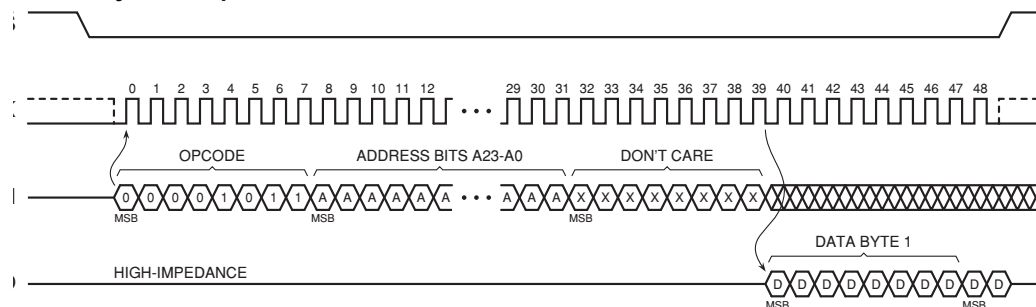 0 1 2 3 4 5 6 7 8 9 10 11 12 29 30 31 32 33 34 35 36 37 38 39 40 41 42 43 44 45 46 47 48
OPCODE ADDRESS BITS A23-A0 DON'T CARE
0 0 0 0 1 0 1 1 A A A A A A A A A X X X X X X X X
MSB MSB MSB
DATA BYTE 1
HIGH-IMPEDANCE
D D D D D D D D D D
MSB MSB